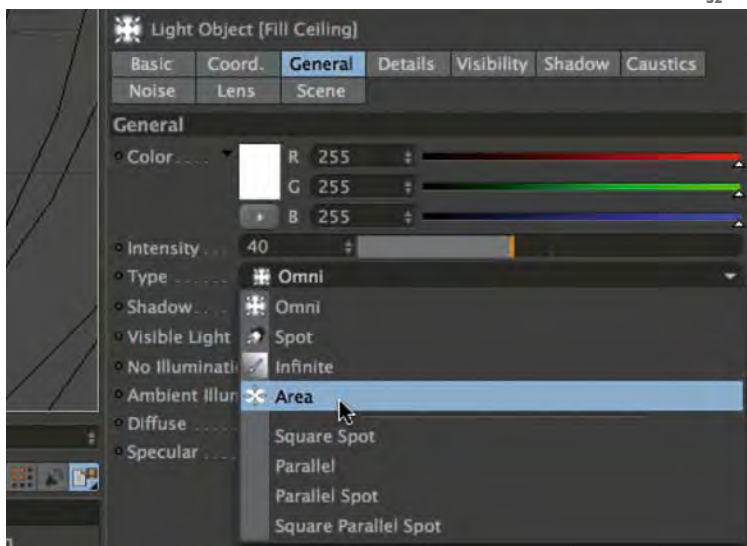 Light Object [Fill Ceiling]
Basic Coord. General Details Visibility Shadow Caustics
Noise Lens Scene
General
Color.... R 255
G 255
B 255
Intensity... 40
Type...... Omni
Shadow.... Omni
Visible Light Spot
Infinite
Area
Diffuse.....
Square Spot
Specular....
Parallel
Parallel Spot
Square Parallel Spot